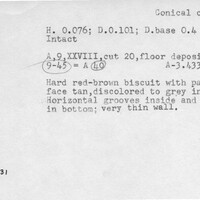 Conical c
H. 0.076; D.0.101; D.base 0.4
Intact
A,9,XXVIII,cut 20,floor deposi
9-45 = A 40
A-3.433
Hard red-brown biscuit with pa
face tan,discolored to grey in
Horizontal grooves inside and
in bottom; very thin wall.
3;